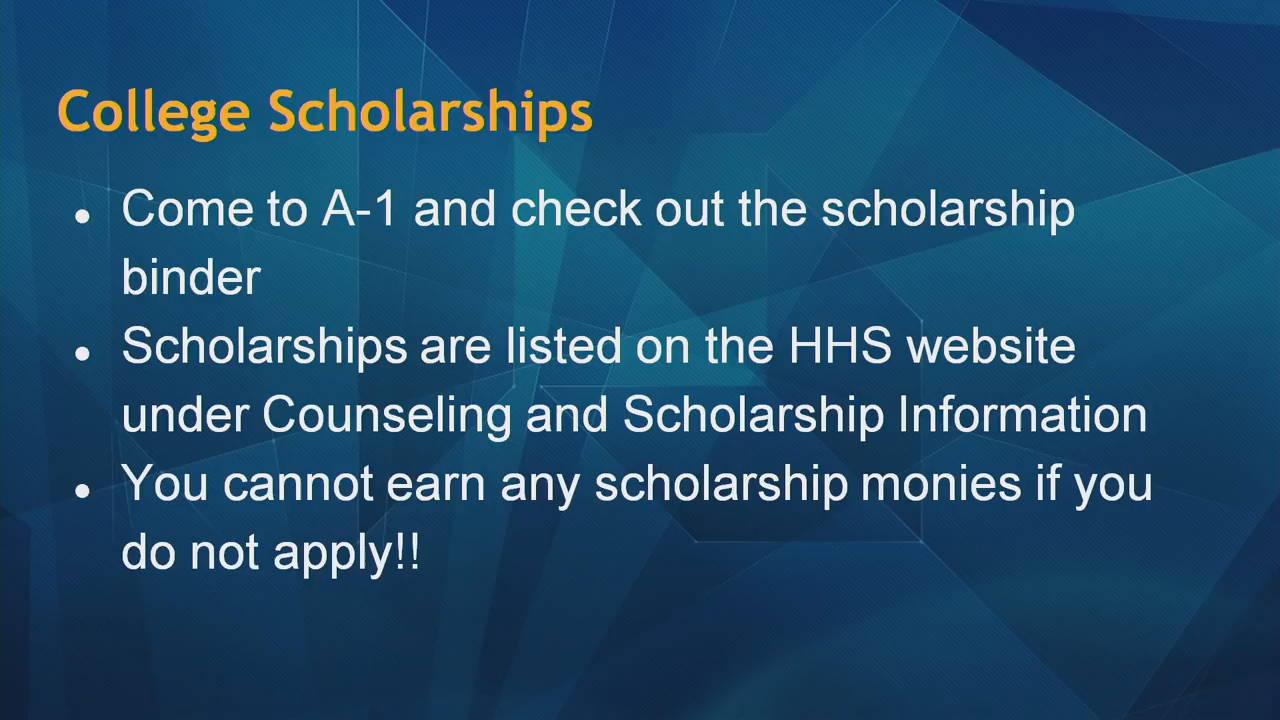 College Scholarships
• Come to A-1 and check out the scholarship
binder
• Scholarships are listed on the HHS website
under Counseling and Scholarship Information
• You cannot earn any scholarship monies if you
do not apply!!